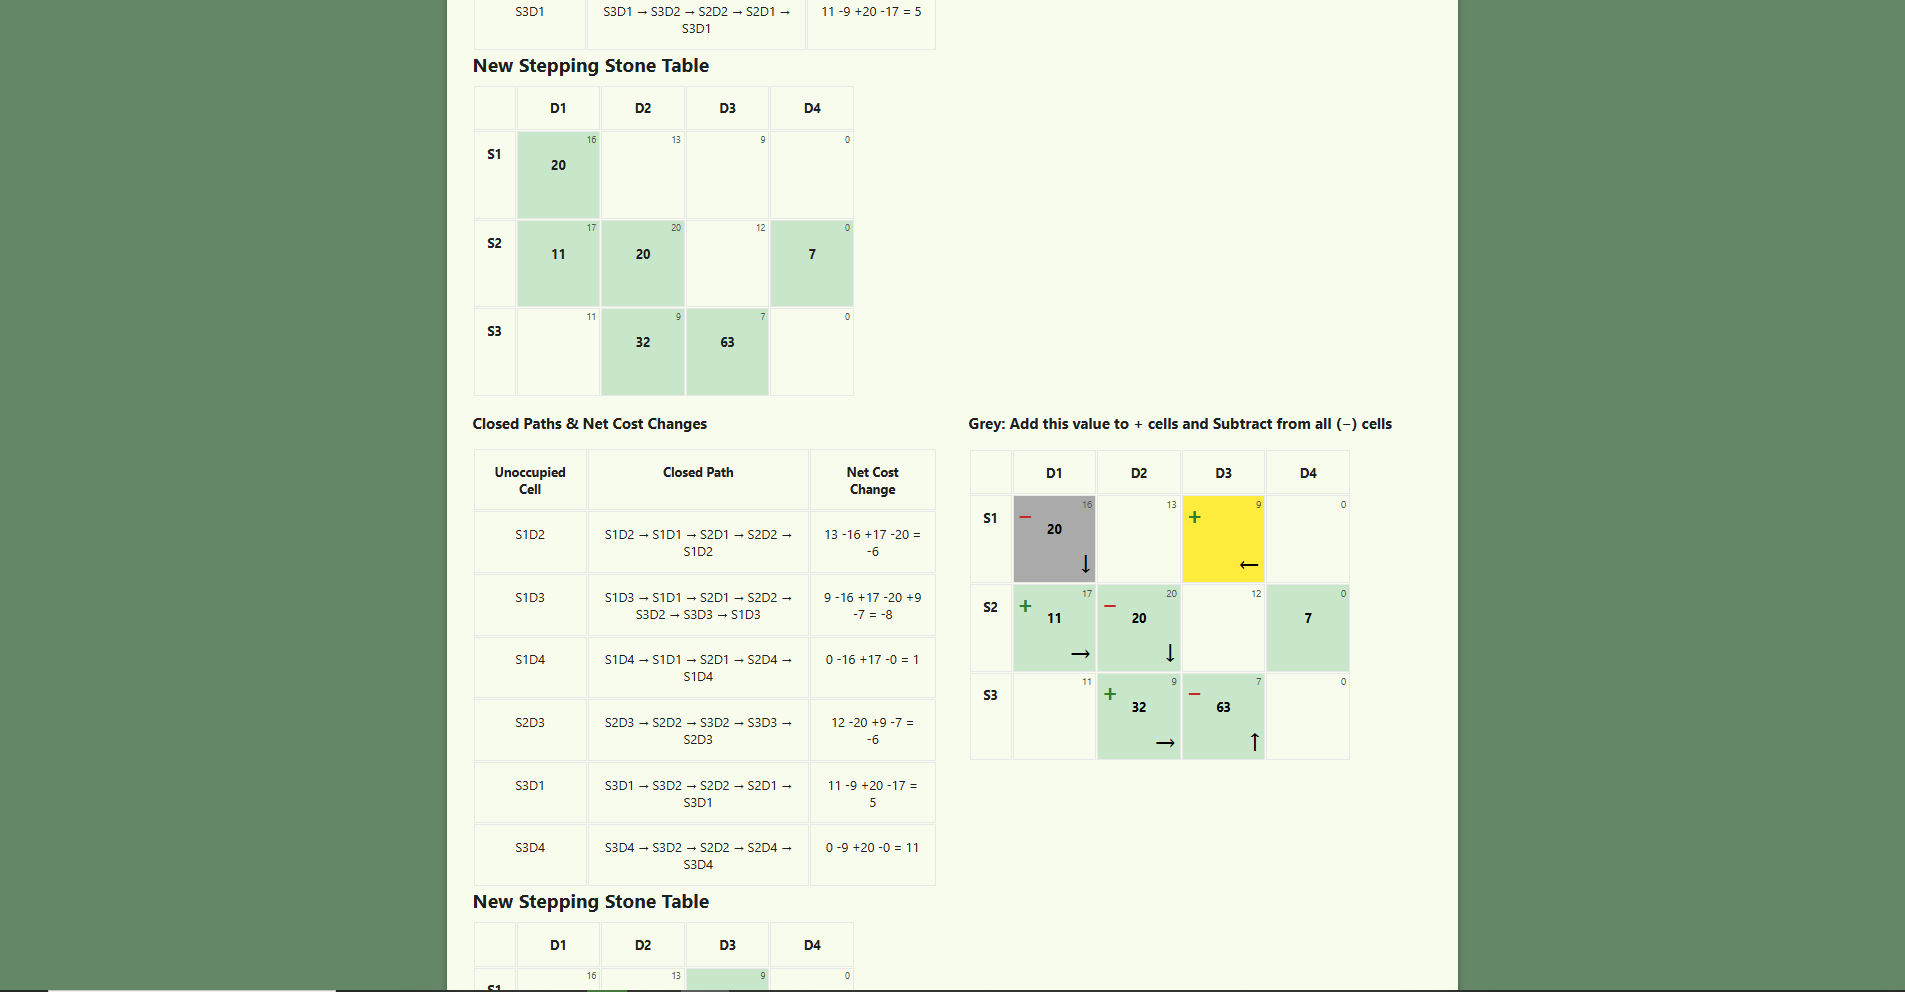 S3D1 S3D1 → S3D2 → S2D2 → S2D1 → 11 -9 +20 -17 = 5
S3D1
New Stepping Stone Table
D1 D2 D3 D4
16 13 9 0
S1
20
17 20 12 0
S2
11 20 7
11 9 7 0
S3
32 63
Closed Paths & Net Cost Changes
Unoccupied Closed Path Net Cost
Cell Change
S1D2 S1D2 → S1D1 → S2D1 → S2D2 → 13 -16 +17 -20 =
S1D2 -6
S1D3 S1D3 → S1D1 → S2D1 → S2D2 → 9 -16 +17 -20 +9
S3D2 → S3D3 → S1D3 -7 = -8
S1D4 S1D4 → S1D1 → S2D1 → S2D4 → 0 -16 +17 -0 = 1
S1D4
S2D3 S2D3 → S2D2 → S3D2 → S3D3 → 12 -20 +9 -7 =
S2D3 -6
S3D1 S3D1 → S3D2 → S2D2 → S2D1 → 11 -9 +20 -17 =
S3D1 5
S3D4 S3D4 → S3D2 → S2D2 → S2D4 → 0 -9 +20 -0 = 11
S3D4
Grey: Add this value to + cells and Subtract from all (−) cells
D1 D2 D3 D4
16 13 9 0
S1 − +
20
↓ ←
17 20 12 0
S2 + −
11 20 7
→ ↓
11 9 7 0
S3 + −
32 63
→ ↑
New Stepping Stone Table
D1 D2 D3 D4
16 13 9 0
S1